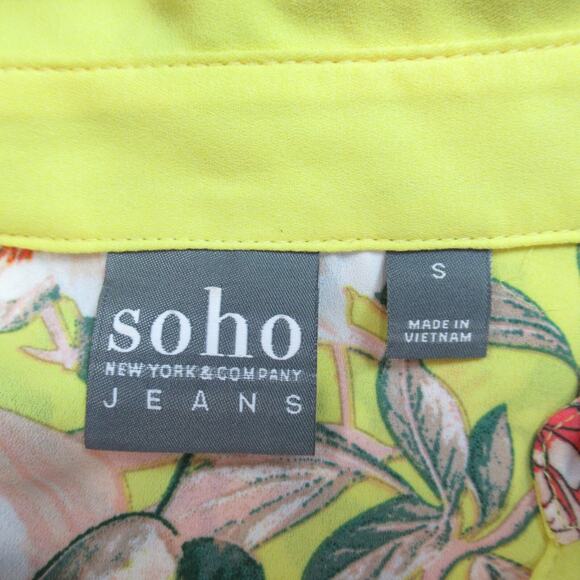 soho
NEW YORK & COMPANY
JEANS
S
MADE IN
VIETNAM